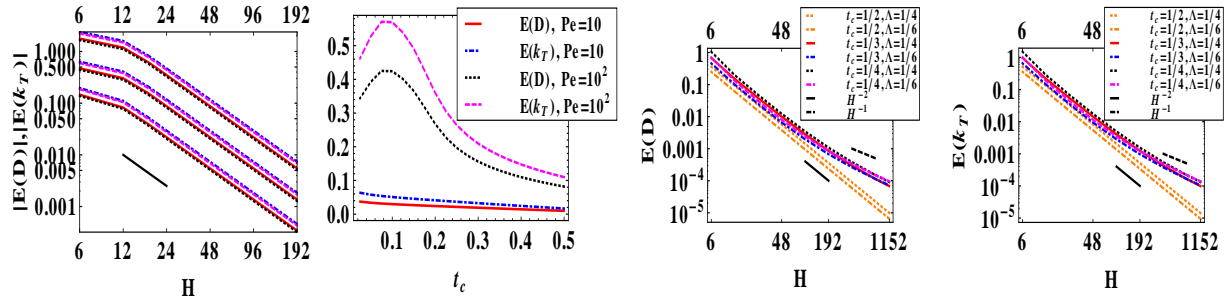 6 12 24 48 96 192
1.000
0.500
0.100
0.050
0.010
0.005
0.001
|E(D)|,|E(k_T)|
6 12 24 48 96 192
H
0.5
0.4
0.3
0.2
0.1
0.0
0.1 0.2 0.3 0.4 0.5
t_c
E(D), Pe=10
E(k_T), Pe=10
E(D), Pe=10^2
E(k_T), Pe=10^2
6 48
t_c=1/2,Λ=1/4
t_c=1/2,Λ=1/6
t_c=1/3,Λ=1/4
t_c=1/3,Λ=1/6
t_c=1/4,Λ=1/4
t_c=1/4,Λ=1/6
H^-2
H^-1
1
0.1
0.01
0.001
10^-4
10^-5
E(D)
6 48 192 1152
H
6 48
t_c=1/2,Λ=1/4
t_c=1/2,Λ=1/6
t_c=1/3,Λ=1/4
t_c=1/3,Λ=1/6
t_c=1/4,Λ=1/4
t_c=1/4,Λ=1/6
H^-2
H^-1
1
0.1
0.01
0.001
10^-4
10^-5
E(k_T)
6 48 192 1152
H